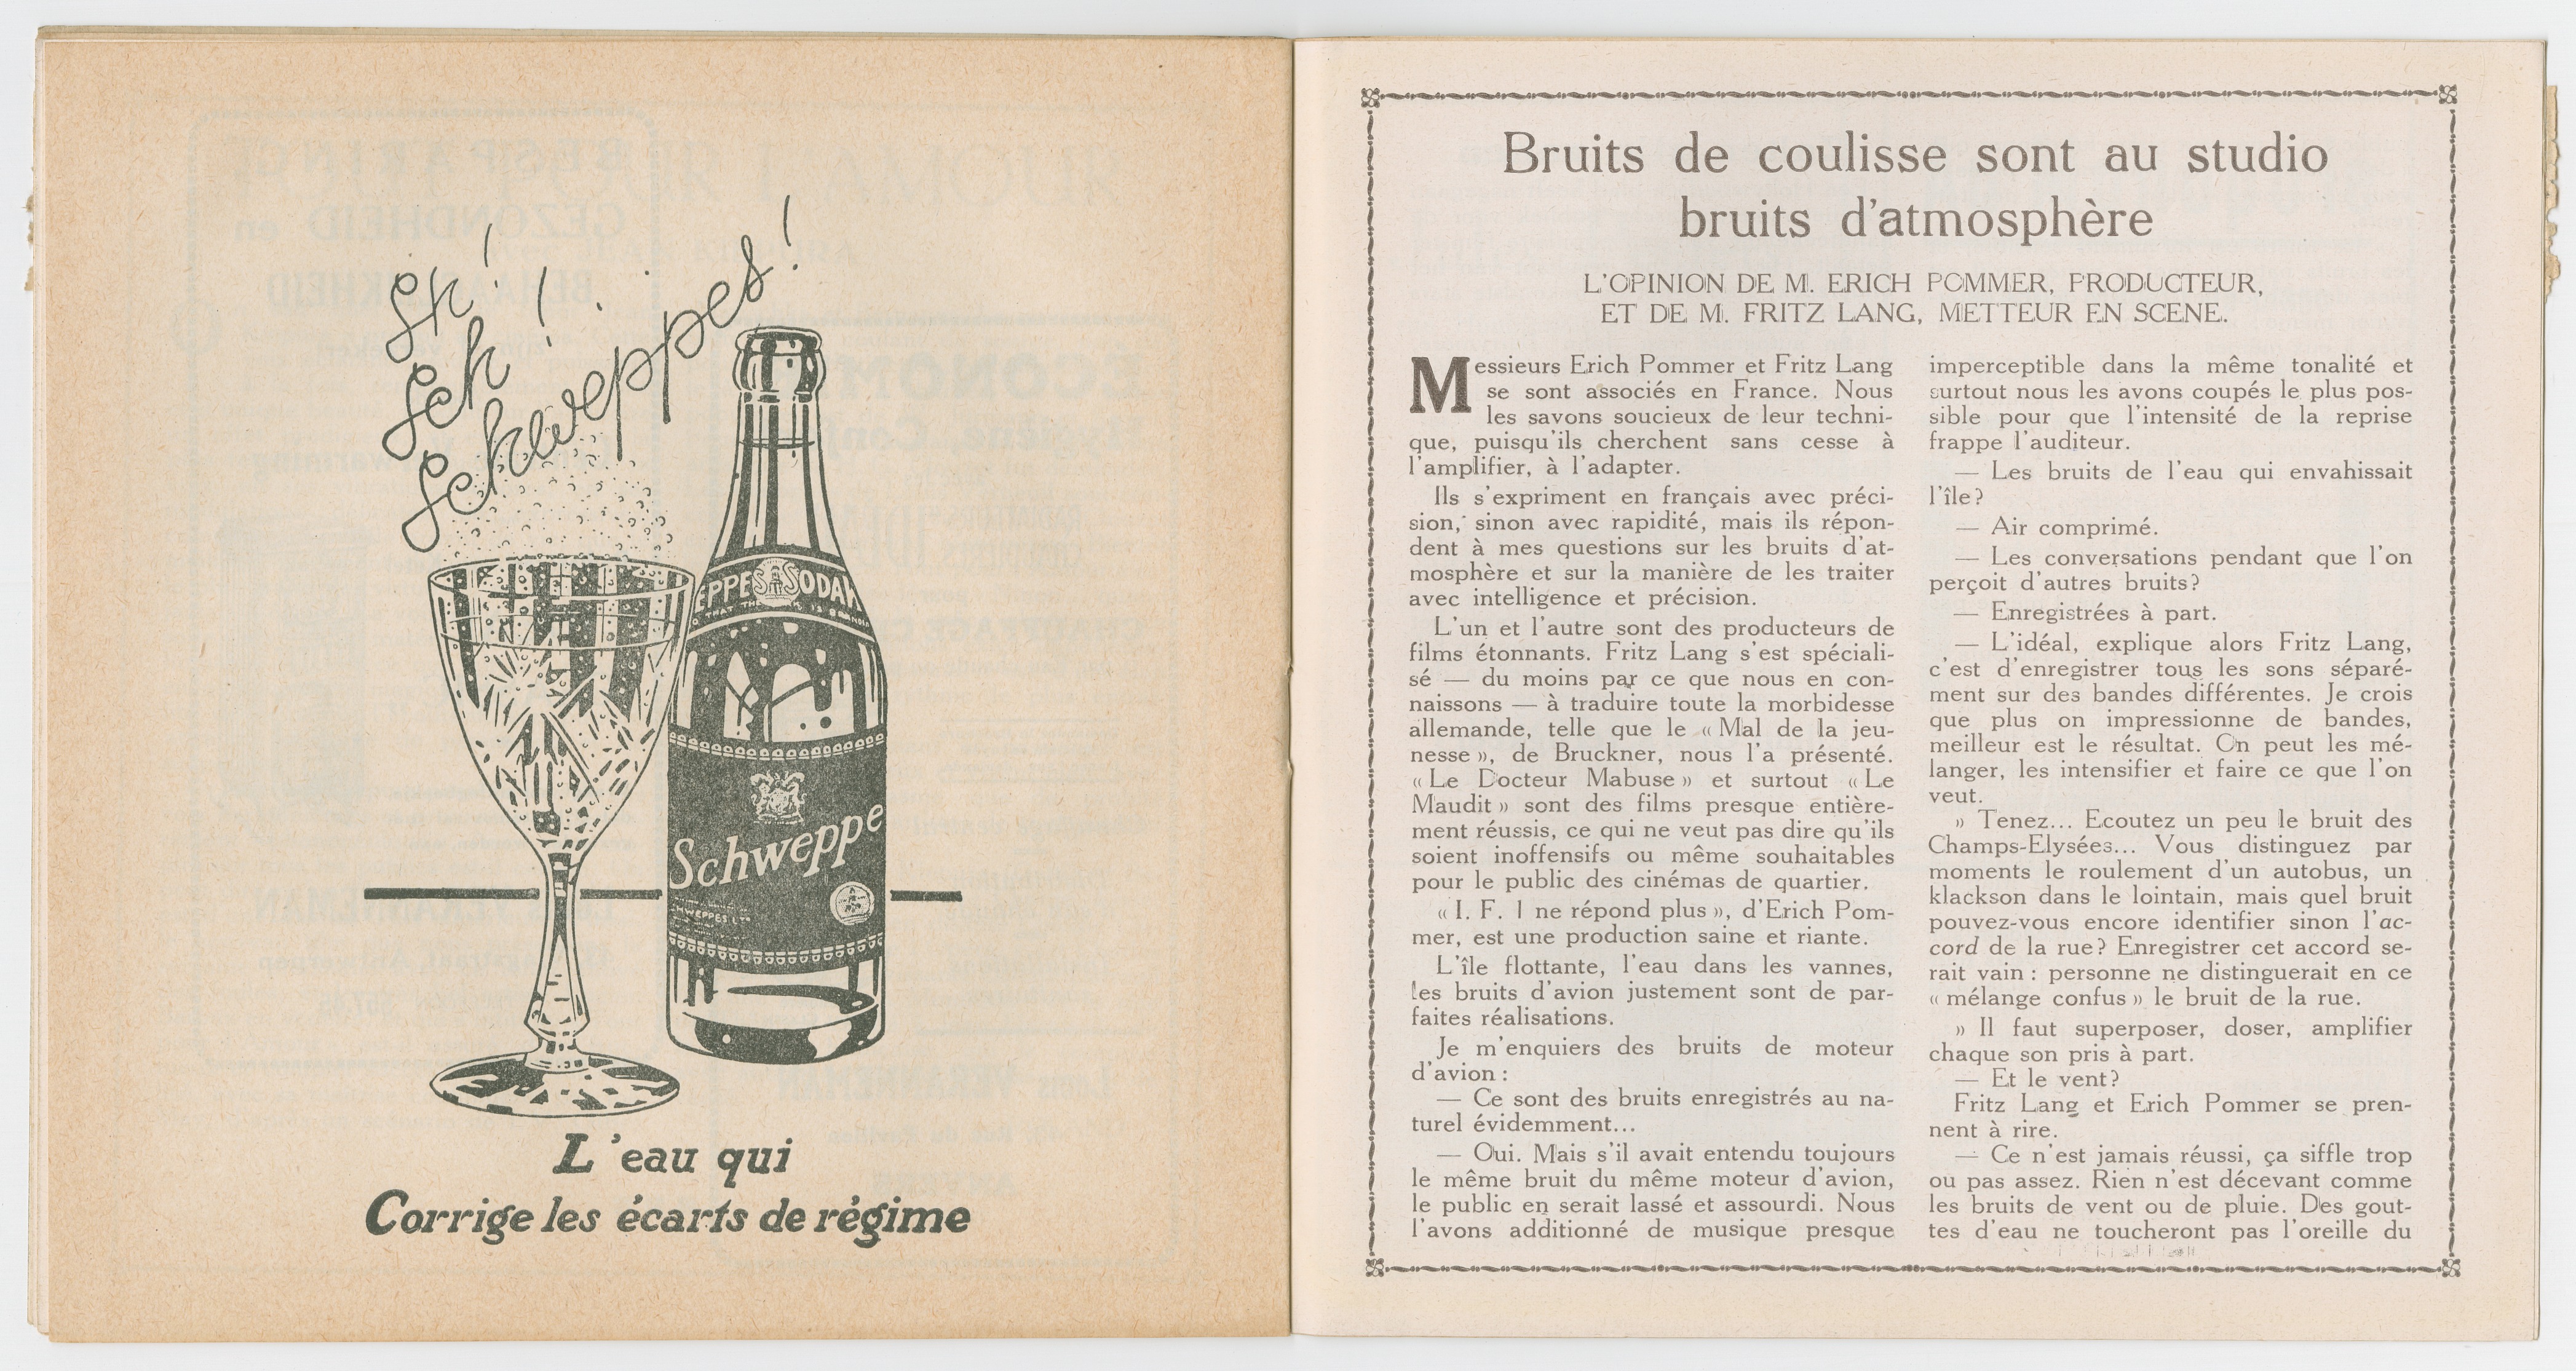 Sh!
Sch!
Schweppes!
EPPES SODAW
Schweppe
HWEPPES LTD
L'eau qui
Corrige les écarts de régime
Bruits de coulisse sont au studio
bruits d'atmosphère
L'OPINION DE M. ERICH POMMER, PRODUCTEUR,
ET DE M. FRITZ LANG, METTEUR EN SCENE.
Messieurs Erich Pommer et Fritz Lang
se sont associés en France. Nous
les savons soucieux de leur techni-
que, puisqu'ils cherchent sans cesse à
l'amplifier, à l'adapter.
Ils s'expriment en français avec préci-
sion, sinon avec rapidité, mais ils répon-
dent à mes questions sur les bruits d'at-
mosphère et sur la manière de les traiter
avec intelligence et précision.
L'un et l'autre sont des producteurs de
films étonnants. Fritz Lang s'est spéciali-
sé — du moins par ce que nous en con-
naissons — à traduire toute la morbidesse
allemande, telle que le « Mal de la jeu-
nesse », de Bruckner, nous l'a présenté.
« Le Docteur Mabuse » et surtout « Le
Maudit » sont des films presque entière-
ment réussis, ce qui ne veut pas dire qu'ils
soient inoffensifs ou même souhaitables
pour le public des cinémas de quartier.
« I. F. 1 ne répond plus », d'Erich Pom-
mer, est une production saine et riante.
L'île flottante, l'eau dans les vannes,
les bruits d'avion justement sont de par-
faites réalisations.
Je m'enquiers des bruits de moteur
d'avion :
— Ce sont des bruits enregistrés au na-
turel évidemment...
— Oui. Mais s'il avait entendu toujours
le même bruit du même moteur d'avion,
le public en serait lassé et assourdi. Nous
l'avons additionné de musique presque
imperceptible dans la même tonalité et
surtout nous les avons coupés le plus pos-
sible pour que l'intensité de la reprise
frappe l'auditeur.
— Les bruits de l'eau qui envahissait
l'île?
— Air comprimé.
— Les conversations pendant que l'on
perçoit d'autres bruits?
— Enregistrées à part.
— L'idéal, explique alors Fritz Lang,
c'est d'enregistrer tous les sons séparé-
ment sur des bandes différentes. Je crois
que plus on impressionne de bandes,
meilleur est le résultat. On peut les mé-
langer, les intensifier et faire ce que l'on
veut.
» Tenez... Ecoutez un peu le bruit des
Champs-Elysées... Vous distinguez par
moments le roulement d'un autobus, un
klackson dans le lointain, mais quel bruit
pouvez-vous encore identifier sinon l'ac-
cord de la rue? Enregistrer cet accord se-
rait vain : personne ne distinguerait en ce
« mélange confus » le bruit de la rue.
» Il faut superposer, doser, amplifier
chaque son pris à part.
— Et le vent?
Fritz Lang et Erich Pommer se pren-
nent à rire.
— Ce n'est jamais réussi, ça siffle trop
ou pas assez. Rien n'est décevant comme
les bruits de vent ou de pluie. Des gout-
tes d'eau ne toucheront pas l'oreille du